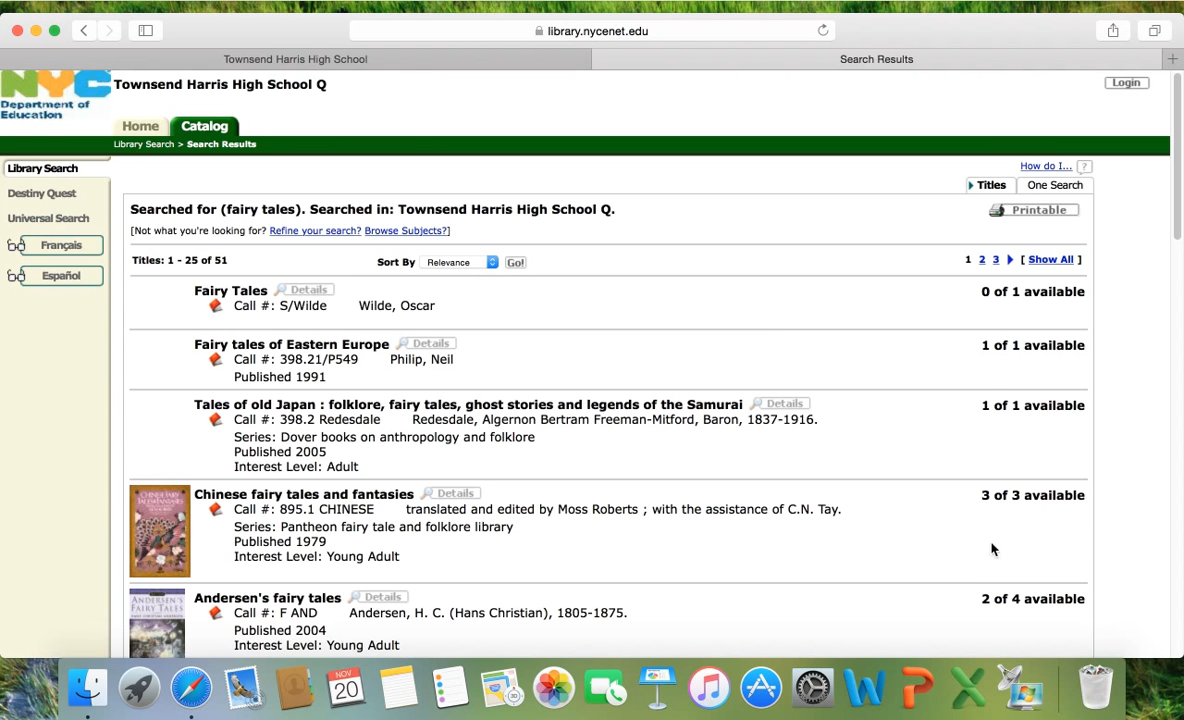 library.nycenet.edu
Townsend Harris High School
Search Results
NYC
Department of
Education
Townsend Harris High School Q
Login
Home
Catalog
Library Search > Search Results
Library Search
Destiny Quest
Universal Search
Français
Español
How do I...
?
Titles
One Search
Searched for (fairy tales). Searched in: Townsend Harris High School Q.
Printable
[Not what you're looking for? Refine your search? Browse Subjects?]
Titles: 1 - 25 of 51
Sort By
Relevance
Go!
1 2 3 [ Show All ]
Fairy Tales Details
0 of 1 available
Call #: S/Wilde Wilde, Oscar
Fairy tales of Eastern Europe Details
1 of 1 available
Call #: 398.21/P549 Philip, Neil
Published 1991
Tales of old Japan : folklore, fairy tales, ghost stories and legends of the Samurai Details
1 of 1 available
Call #: 398.2 Redesdale Redesdale, Algernon Bertram Freeman-Mitford, Baron, 1837-1916.
Series: Dover books on anthropology and folklore
Published 2005
Interest Level: Adult
Chinese fairy tales and fantasies Details
3 of 3 available
Call #: 895.1 CHINESE translated and edited by Moss Roberts ; with the assistance of C.N. Tay.
Series: Pantheon fairy tale and folklore library
Published 1979
Interest Level: Young Adult
Andersen's fairy tales Details
2 of 4 available
Call #: F AND Andersen, H. C. (Hans Christian), 1805-1875.
Published 2004
Interest Level: Young Adult
ANDERSEN'S
FAIRY TALES
NOV
20